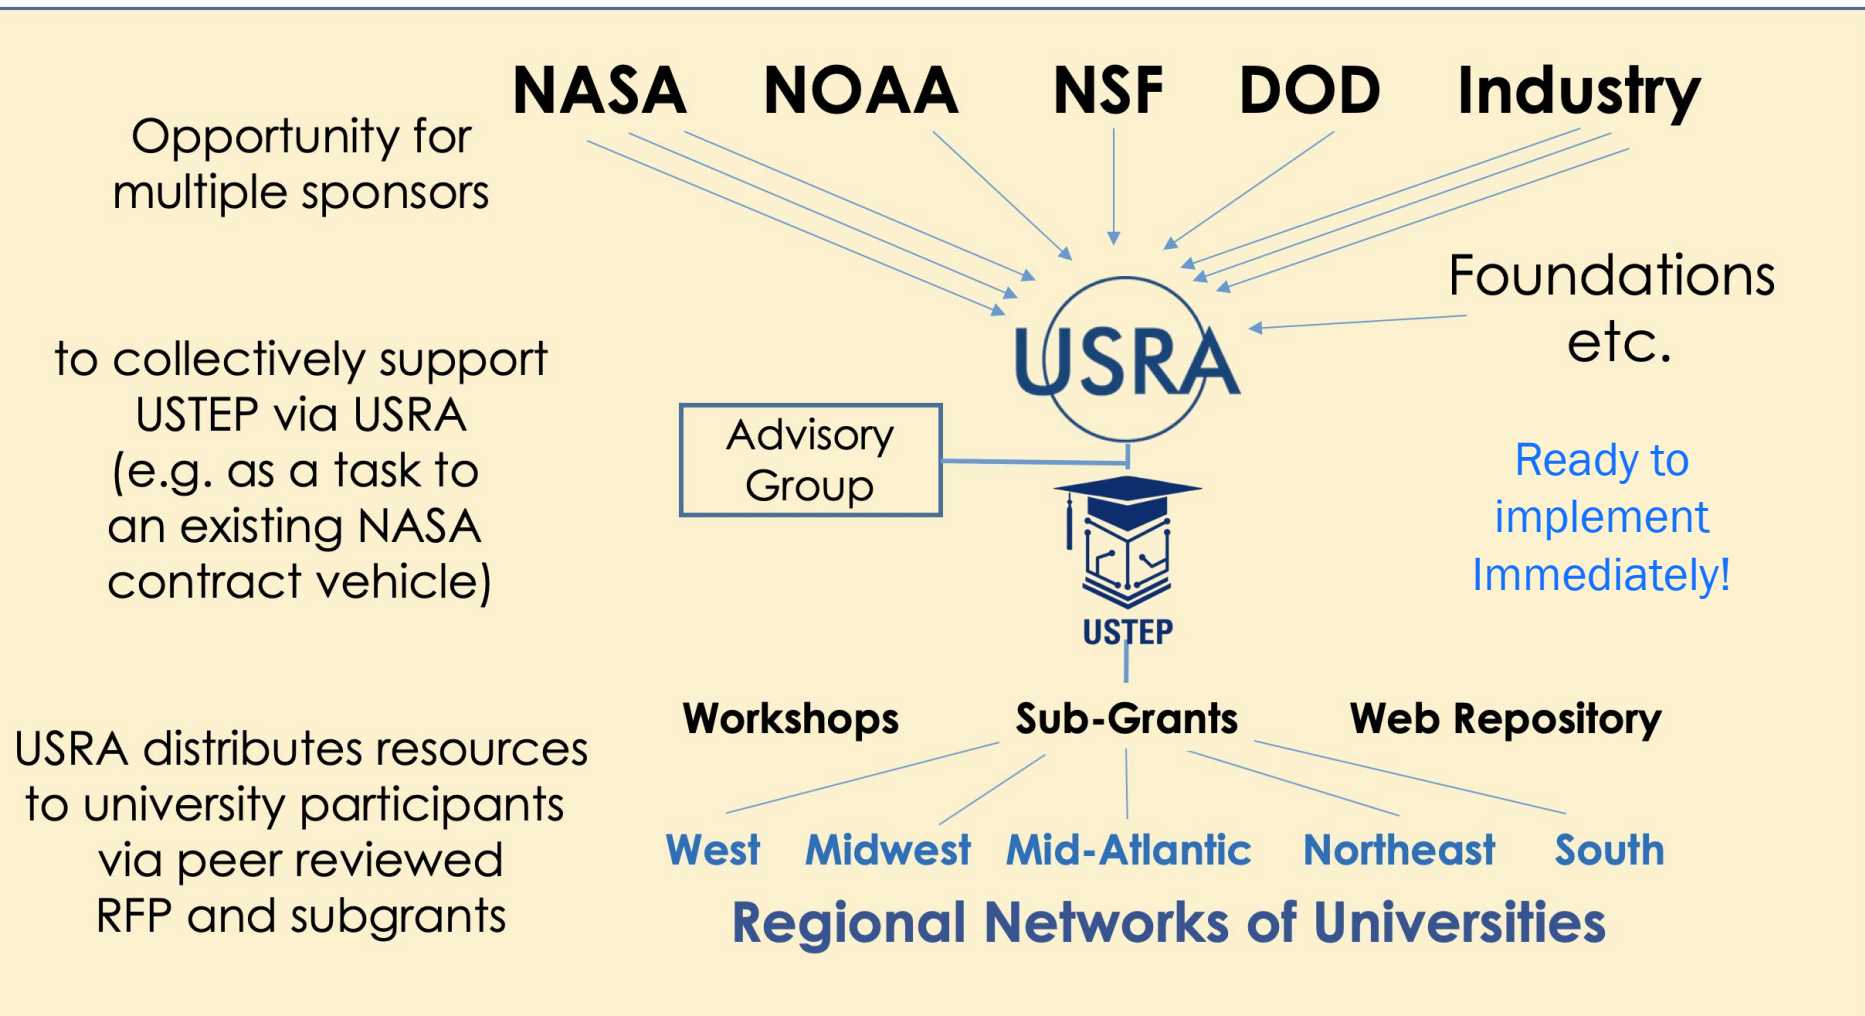 NASA NOAA NSF DOD Industry
Opportunity for
multiple sponsors
Foundations
etc.
USRA
to collectively support
USTEP via USRA
(e.g. as a task to
an existing NASA
contract vehicle)
Advisory
Group
Ready to
implement
Immediately!
USTEP
Workshops Sub-Grants Web Repository
USRA distributes resources
to university participants
via peer reviewed
RFP and subgrants
West Midwest Mid-Atlantic Northeast South
Regional Networks of Universities